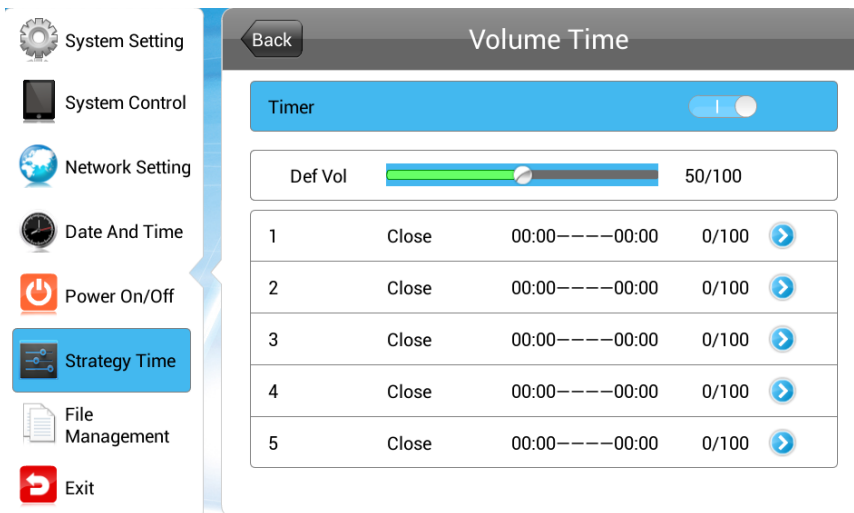 System Setting
System Control
Network Setting
Date And Time
Power On/Off
Strategy Time
File
Management
Exit
Back
Volume Time
Timer
Def Vol 50/100
1 Close 00:00----00:00 0/100
2 Close 00:00----00:00 0/100
3 Close 00:00----00:00 0/100
4 Close 00:00----00:00 0/100
5 Close 00:00----00:00 0/100